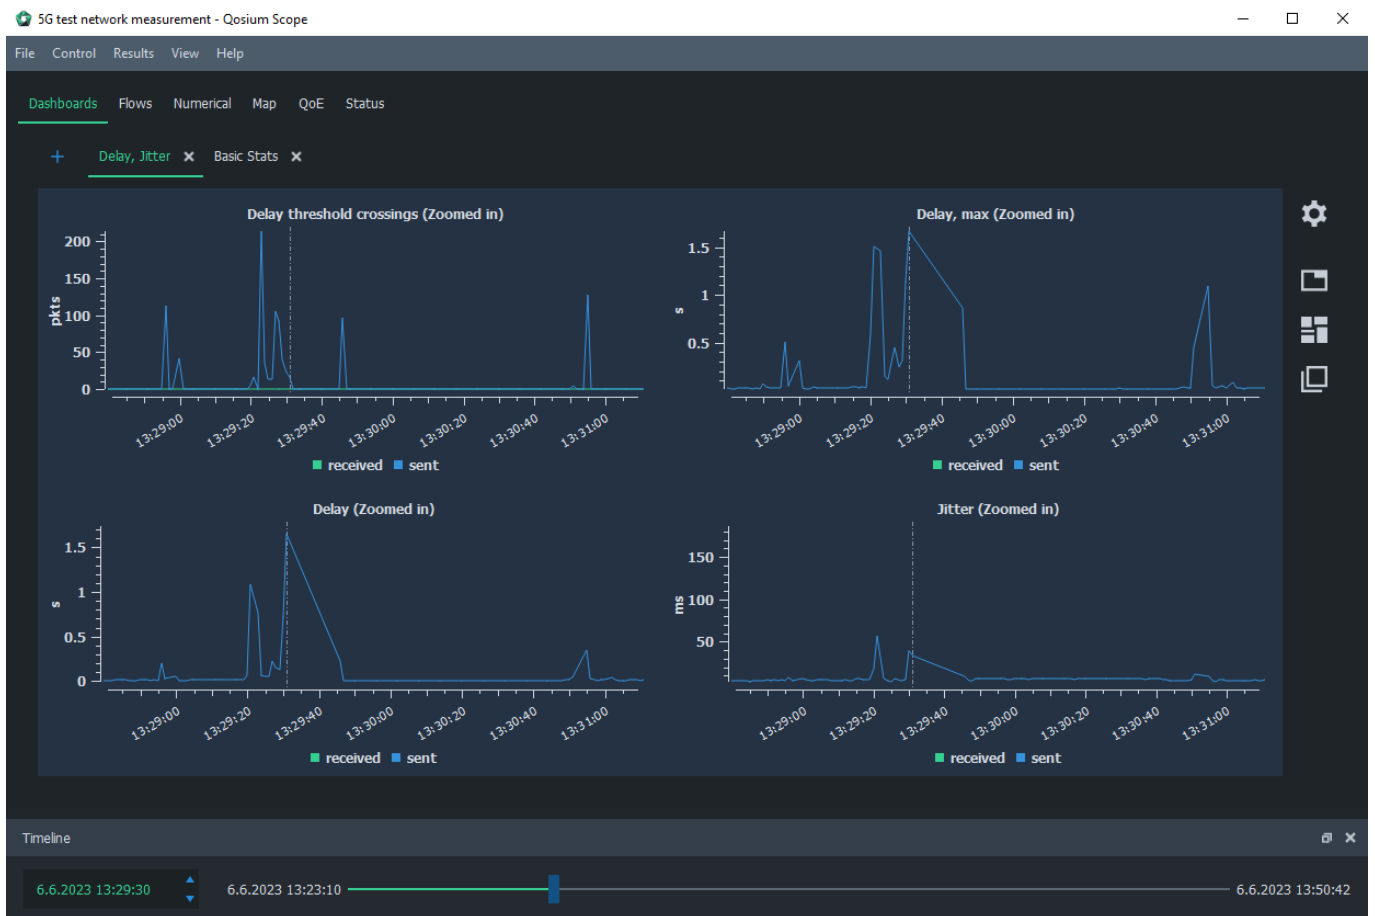 5G test network measurement - Qosium Scope
File Control Results View Help
Dashboards Flows Numerical Map QoE Status
+ Delay, Jitter Basic Stats
Delay threshold crossings (Zoomed in)
200
150
100
50
0
pkts
13:29:00 13:29:20 13:29:40 13:30:00 13:30:20 13:30:40 13:31:00
received sent
Delay, max (Zoomed in)
1.5
1
0.5
s
13:29:00 13:29:20 13:29:40 13:30:00 13:30:20 13:30:40 13:31:00
received sent
Delay (Zoomed in)
1.5
1
0.5
0
s
13:29:00 13:29:20 13:29:40 13:30:00 13:30:20 13:30:40 13:31:00
received sent
Jitter (Zoomed in)
150
100
50
ms
13:29:00 13:29:20 13:29:40 13:30:00 13:30:20 13:30:40 13:31:00
received sent
Timeline
6.6.2023 13:29:30 6.6.2023 13:23:10 6.6.2023 13:50:42